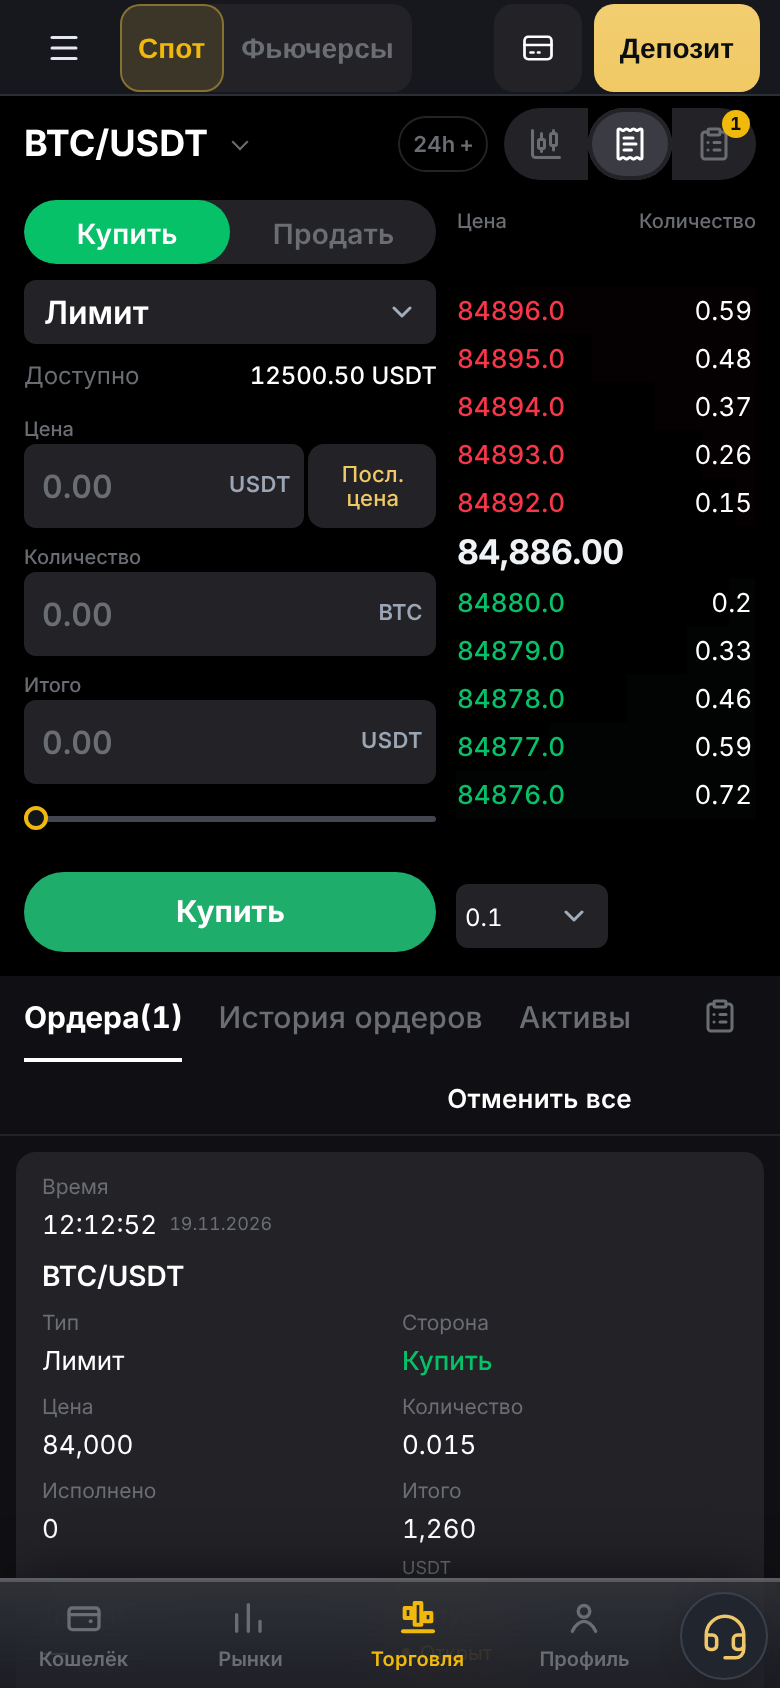 Спот
Фьючерсы
Депозит
BTC/USDT
24h +
1
Купить
Продать
Цена
Количество
Лимит
Доступно
12500.50 USDT
Цена
0.00
USDT
Посл.
цена
Количество
0.00
BTC
Итого
0.00
USDT
Купить
84896.0 0.59
84895.0 0.48
84894.0 0.37
84893.0 0.26
84892.0 0.15
84,886.00
84880.0 0.2
84879.0 0.33
84878.0 0.46
84877.0 0.59
84876.0 0.72
0.1
Ордера(1)
История ордеров
Активы
Отменить все
Время
12:12:52 19.11.2026
BTC/USDT
Тип
Лимит
Сторона
Купить
Цена
84,000
Количество
0.015
Исполнено
0
Итого
1,260
USDT
Открыт
Кошелёк
Рынки
Торговля
Профиль